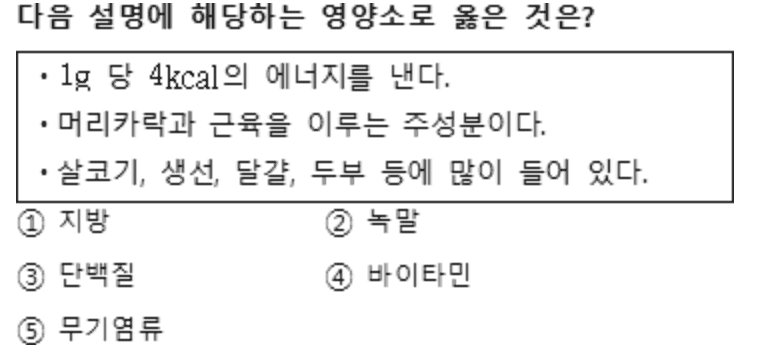 다음 설명에 해당하는 영양소로 옳은 것은?
• 1g 당 4kcal의 에너지를 낸다.
• 머리카락과 근육을 이루는 주성분이다.
• 살코기, 생선, 달걀, 두부 등에 많이 들어 있다.
① 지방 ② 녹말
③ 단백질 ④ 바이타민
⑤ 무기염류